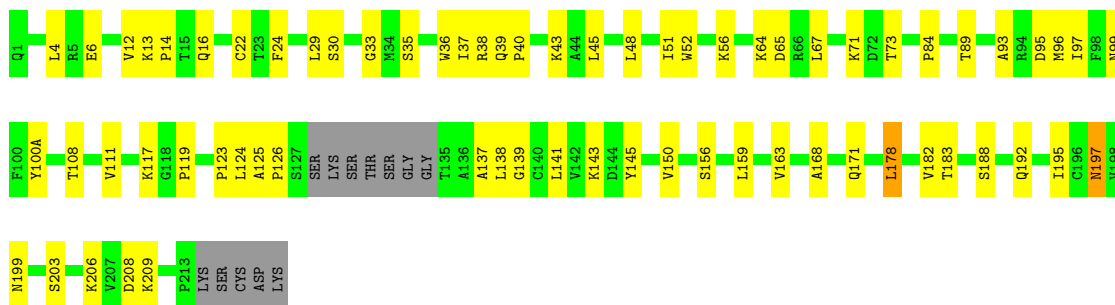 Q1 L4 R5 E6 V12 K13 P14 T15 Q16 C22 T23 F24 L29 S30 G33 M34 S35 W36 I37 R38 Q39 P40 K43 A44 L45 L48 I51 W52 K56 K64 D65 R66 L67 K71 D72 T73 P84 T89 A93 R94 D95 M96 I97 F98 N99
F100 Y100A T108 V111 K117 G118 P119 P123 L124 A125 P126 S127 SER LYS SER THR SER GLY GLY T135 A136 A137 L138 G139 C140 L141 V142 K143 D144 Y145 V150 S156 L159 V163 A168 Q171 L178 V182 T183 S188 Q192 I195 C196 N197 V198
N199 S203 K206 V207 D208 K209 P213 LYS SER CYS ASP LYS